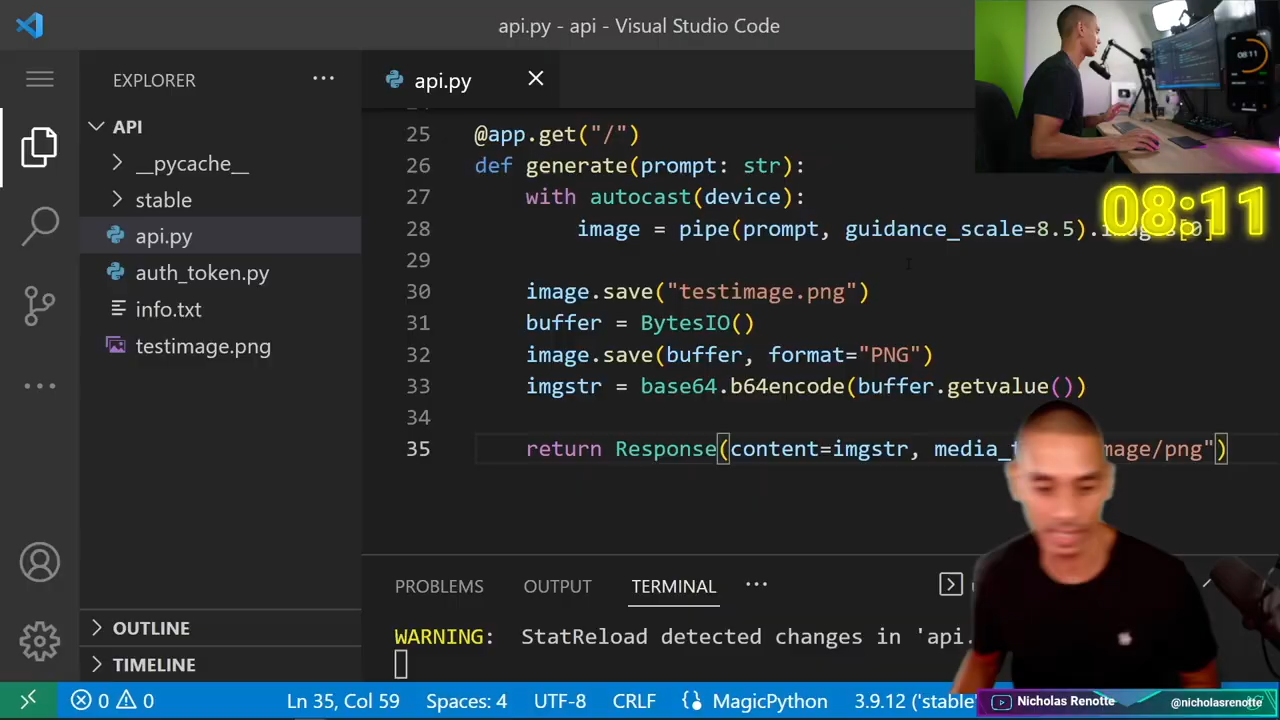 api.py - api - Visual Studio Code
EXPLORER
api.py
API
__pycache__
stable
api.py
auth_token.py
info.txt
testimage.png
OUTLINE
TIMELINE
25 @app.get("/")
26 def generate(prompt: str):
27 with autocast(device):
28 image = pipe(prompt, guidance_scale=8.5).images[0]
29
30 image.save("testimage.png")
31 buffer = BytesIO()
32 image.save(buffer, format="PNG")
33 imgstr = base64.b64encode(buffer.getvalue())
34
35 return Response(content=imgstr, media_t mage/png")
08:11
08:11
PROBLEMS OUTPUT TERMINAL
WARNING: StatReload detected changes in 'api.
0 0 Ln 35, Col 59 Spaces: 4 UTF-8 CRLF MagicPython 3.9.12 ('stable'
Nicholas Renotte @nicholasrenotte